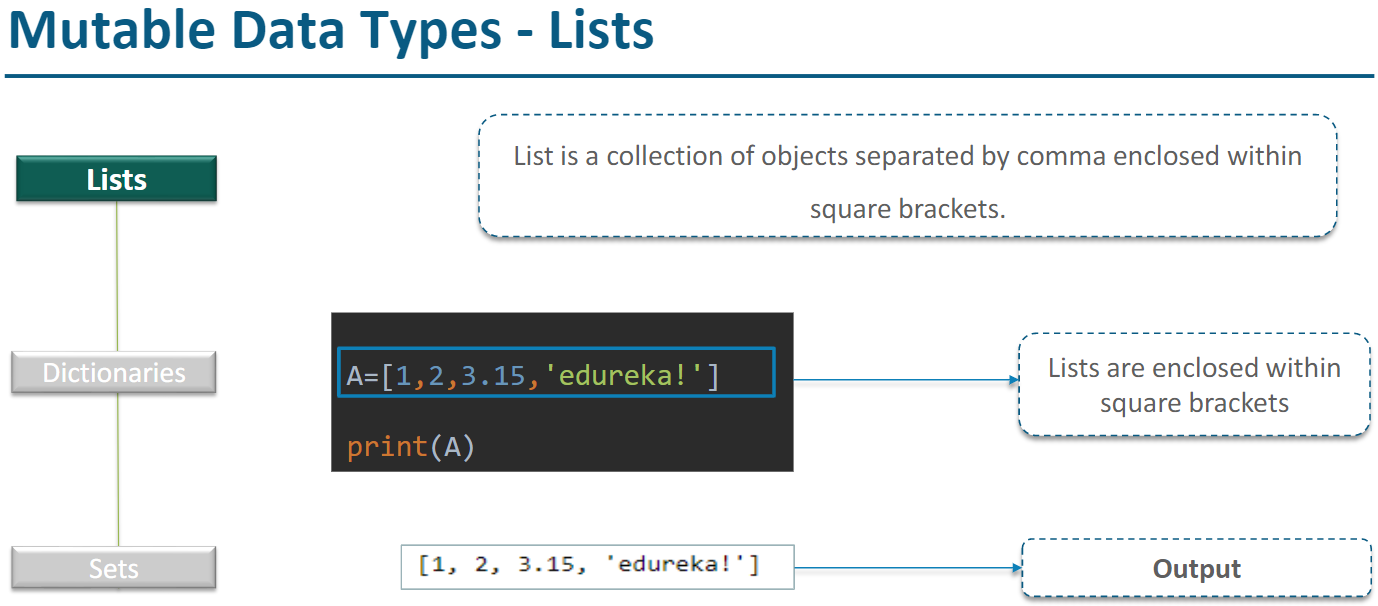 Mutable Data Types - Lists
Lists
List is a collection of objects separated by comma enclosed within
square brackets.
Dictionaries
A=[1,2,3.15,'edureka!']
print(A)
Lists are enclosed within
square brackets
Sets
[1, 2, 3.15, 'edureka!']
Output